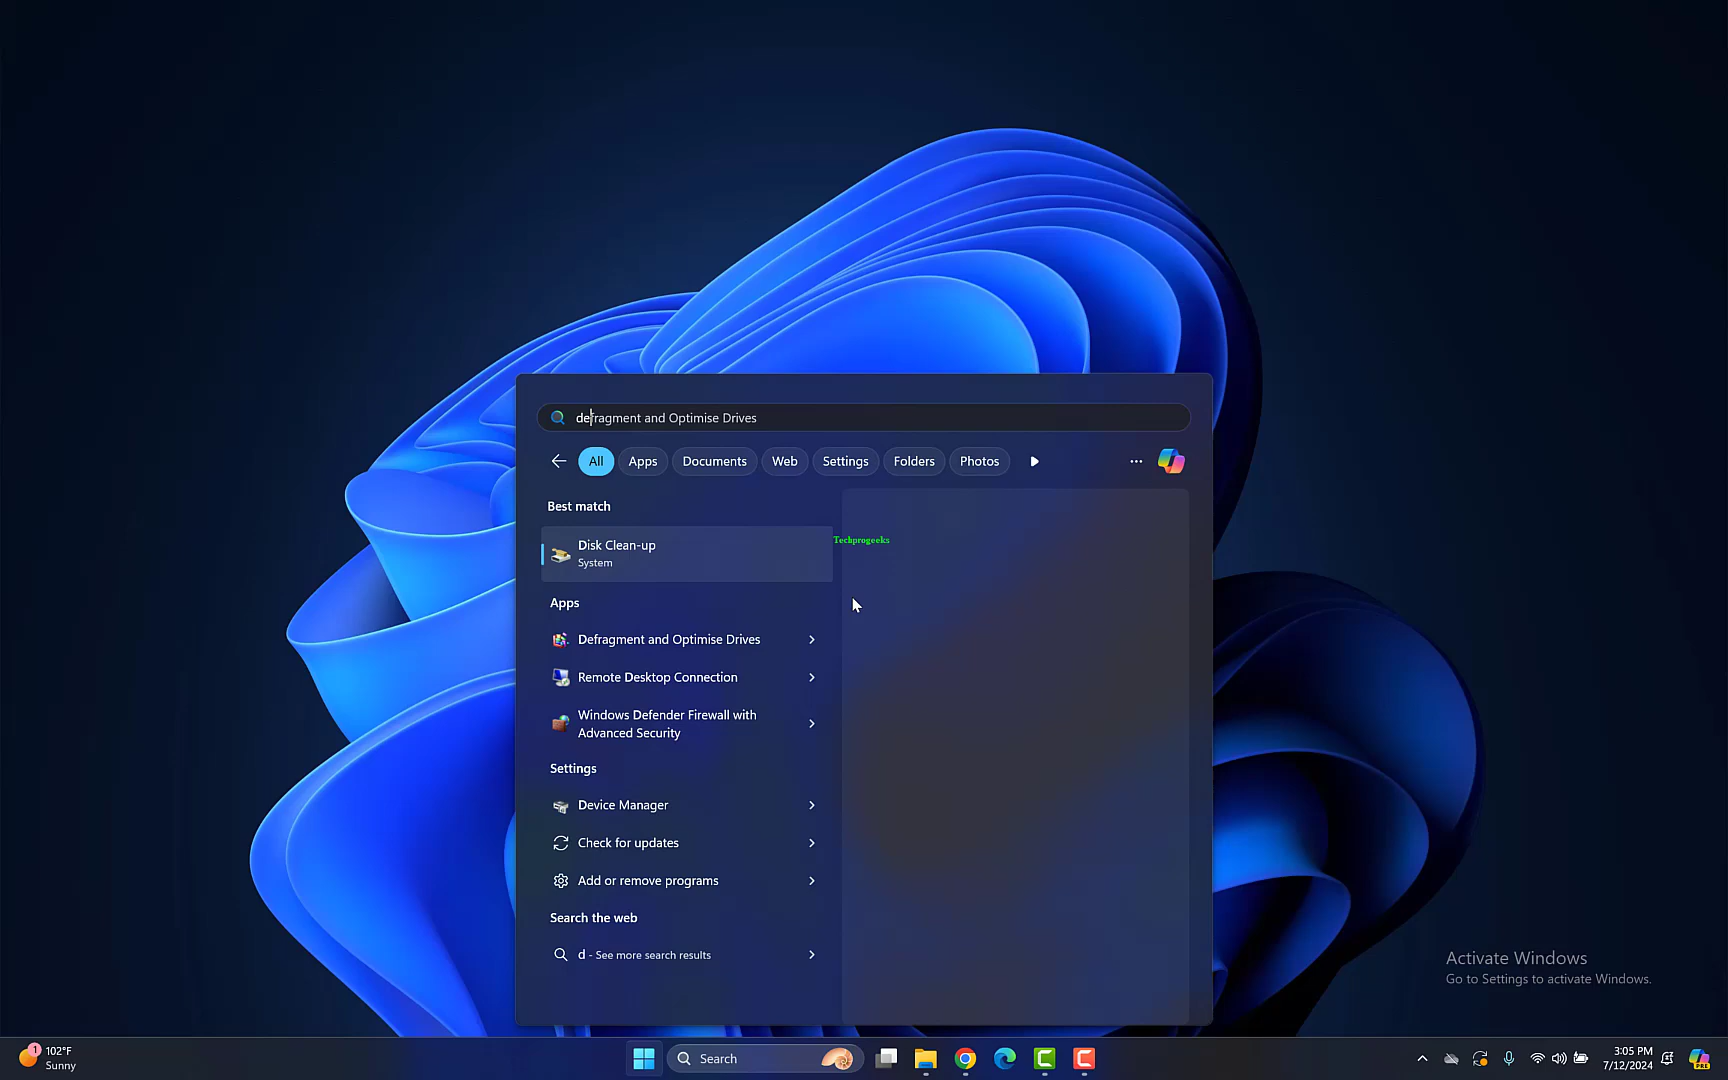 defragment and Optimise Drives
All
Apps
Documents
Web
Settings
Folders
Photos
Best match
Disk Clean-up
System
Techprogeeks
Apps
Defragment and Optimise Drives
Remote Desktop Connection
Windows Defender Firewall with
Advanced Security
Settings
Device Manager
Check for updates
Add or remove programs
Search the web
d - See more search results
Activate Windows
Go to Settings to activate Windows.
1
102°F
Sunny
Search
3:05 PM
7/12/2024
PRE